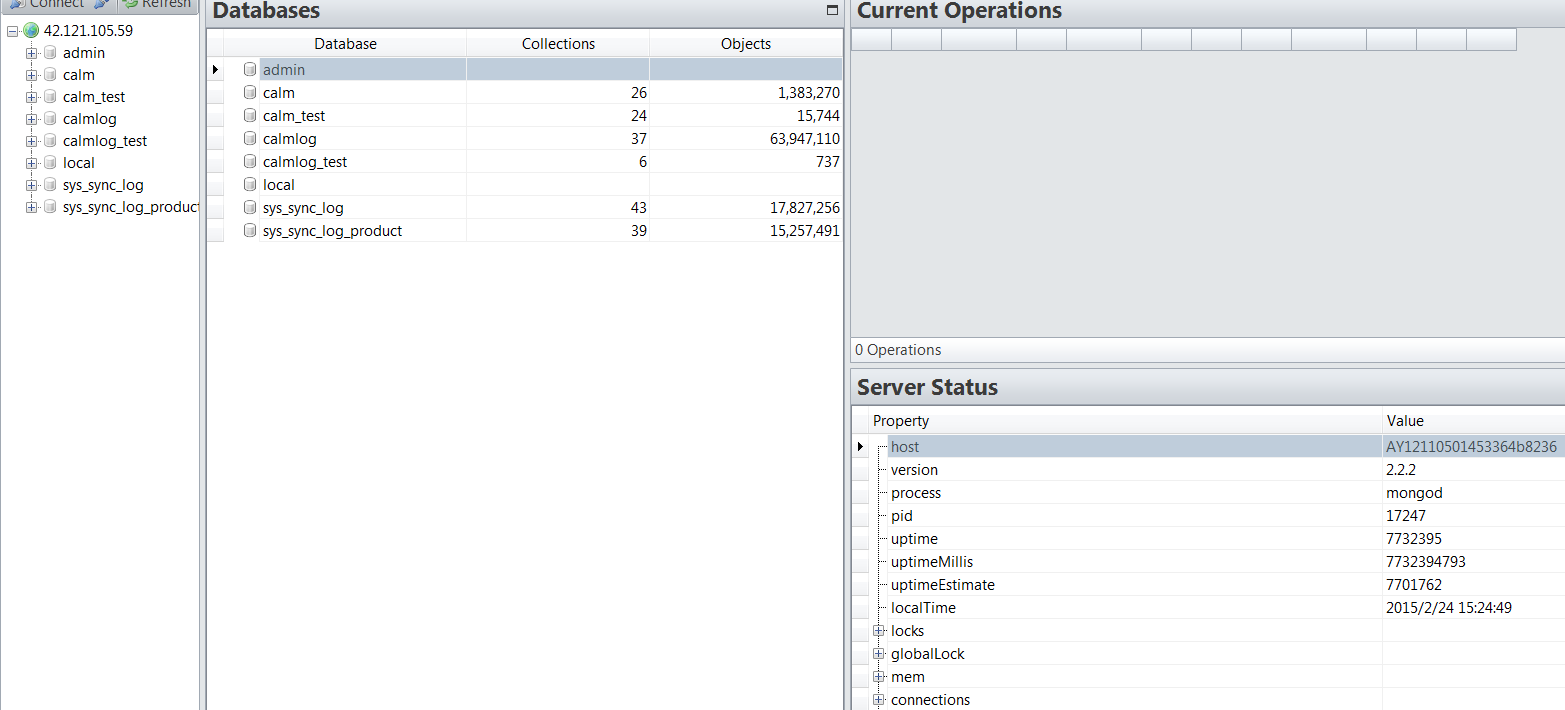 Connect Refresh
42.121.105.59
admin
calm
calm_test
calmlog
calmlog_test
local
sys_sync_log
sys_sync_log_product
Databases
Database Collections Objects
admin
calm 26 1,383,270
calm_test 24 15,744
calmlog 37 63,947,110
calmlog_test 6 737
local
sys_sync_log 43 17,827,256
sys_sync_log_product 39 15,257,491
Current Operations
0 Operations
Server Status
Property Value
host AY12110501453364b8236
version 2.2.2
process mongod
pid 17247
uptime 7732395
uptimeMillis 7732394793
uptimeEstimate 7701762
localTime 2015/2/24 15:24:49
locks
globalLock
mem
connections